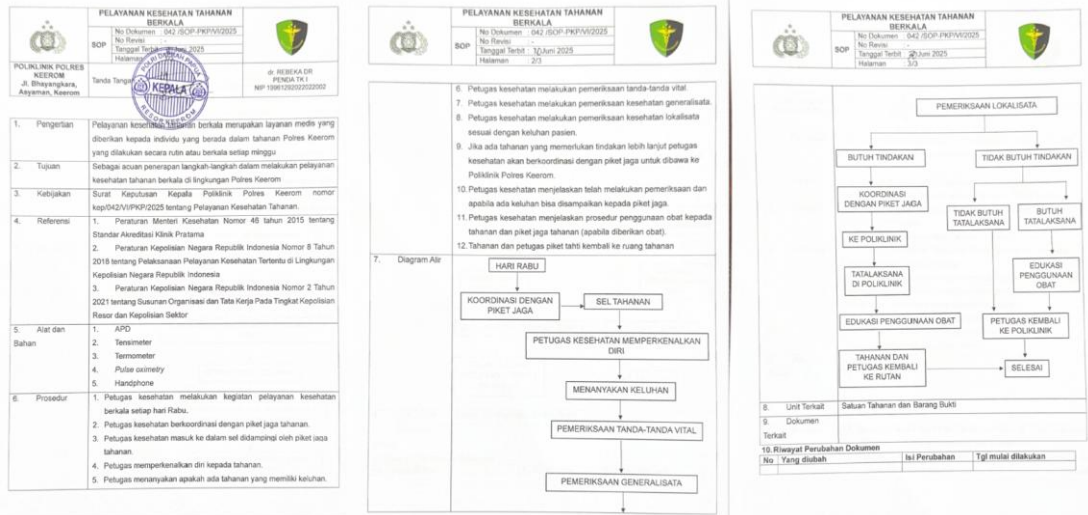 PELAYANAN KESEHATAN TAHANAN
BERKALA
SOP
No Dokumen : 042 /SOP-PKP/VI/2025
No Revisi : -
Tanggal Terbit : Juni 2025
Halaman
POLIKLINIK POLRES
KEEROM
Jl. Bhayangkara,
Asyaman, Keerom
Tanda Tangan
KEPALA
RESOR KEEROM
dr. REBEKA DR
PENDA TK I
NIP 19961292022022002
1. Pengertian
Pelayanan kesehatan tahanan berkala merupakan layanan medis yang
diberikan kepada individu yang berada dalam tahanan Polres Keerom
yang dilakukan secara rutin atau berkala setiap minggu
2. Tujuan
Sebagai acuan penerapan langkah-langkah dalam melakukan pelayanan
kesehatan tahanan berkala di lingkungan Polres Keerom
3. Kebijakan
Surat Keputusan Kepala Poliklinik Polres Keerom nomor
kep/042/VI/PKP/2025 tentang Pelayanan Kesehatan Tahanan.
4. Referensi
1. Peraturan Menteri Kesehatan Nomor 46 tahun 2015 tentang
Standar Akreditasi Klinik Pratama
2. Peraturan Kepolisian Negara Republik Indonesia Nomor 8 Tahun
2018 tentang Pelaksanaan Pelayanan Kesehatan Tertentu di Lingkungan
Kepolisian Negara Republik Indonesia
3. Peraturan Kepolisian Negara Republik Indonesia Nomor 2 Tahun
2021 tentang Susunan Organisasi dan Tata Kerja Pada Tingkat Kepolisian
Resor dan Kepolisian Sektor
5. Alat dan
Bahan
1. APD
2. Tensimeter
3. Termometer
4. Pulse oximetry
5. Handphone
6. Prosedur
1. Petugas kesehatan melakukan kegiatan pelayanan kesehatan
berkala setiap hari Rabu.
2. Petugas kesehatan berkoordinasi dengan piket jaga tahanan.
3. Petugas kesehatan masuk ke dalam sel didampingi oleh piket jaga
tahanan.
4. Petugas memperkenalkan diri kepada tahanan.
5. Petugas menanyakan apakah ada tahanan yang memiliki keluhan.
PELAYANAN KESEHATAN TAHANAN
BERKALA
SOP
No Dokumen : 042 /SOP-PKP/VI/2025
No Revisi : -
Tanggal Terbit : Juni 2025
Halaman 2/3
6. Petugas kesehatan melakukan pemeriksaan tanda-tanda vital.
7. Petugas kesehatan melakukan pemeriksaan kesehatan generalisata.
8. Petugas kesehatan melakukan pemeriksaan kesehatan lokalisata
sesuai dengan keluhan pasien.
9. Jika ada tahanan yang memerlukan tindakan lebih lanjut petugas
kesehatan akan berkoordinasi dengan piket jaga untuk dibawa ke
Poliklinik Polres Keerom.
10. Petugas kesehatan menjelaskan telah melakukan pemeriksaan dan
apabila ada keluhan bisa disampaikan kepada piket jaga.
11. Petugas kesehatan menjelaskan prosedur penggunaan obat kepada
tahanan dan piket jaga tahanan (apabila diberikan obat).
12. Tahanan dan petugas piket tahti kembali ke ruang tahanan
7. Diagram Alir
HARI RABU
KOORDINASI DENGAN
PIKET JAGA
SEL TAHANAN
PETUGAS KESEHATAN MEMPERKENALKAN
DIRI
MENANYAKAN KELUHAN
PEMERIKSAAN TANDA-TANDA VITAL
PEMERIKSAAN GENERALISATA
PELAYANAN KESEHATAN TAHANAN
BERKALA
SOP
No Dokumen : 042 /SOP-PKP/VI/2025
No Revisi : -
Tanggal Terbit : Juni 2025
Halaman 3/3
PEMERIKSAAN LOKALISATA
BUTUH TINDAKANI
TIDAK BUTUH TINDAKAN
KOORDINASI
DENGAN PIKET JAGA
TIDAK BUTUH
TATALAKSANA
BUTUH
TATALAKSANA
KE POLIKLINIK
TATALAKSANA
DI POLIKLINIK
EDUKASI
PENGGUNAAN
OBAT
EDUKASI PENGGUNAAN OBAT
PETUGAS KEMBALI
KE POLIKLINIK
TAHANAN DAN
PETUGAS KEMBALI
KE RUTAN
SELESAI
8. Unit Terkait
Satuan Tahanan dan Barang Bukti
9. Dokumen
Terkait
10. Riwayat Perubahan Dokumen
No Yang diubah Isi Perubahan Tgl mulai dilakukan